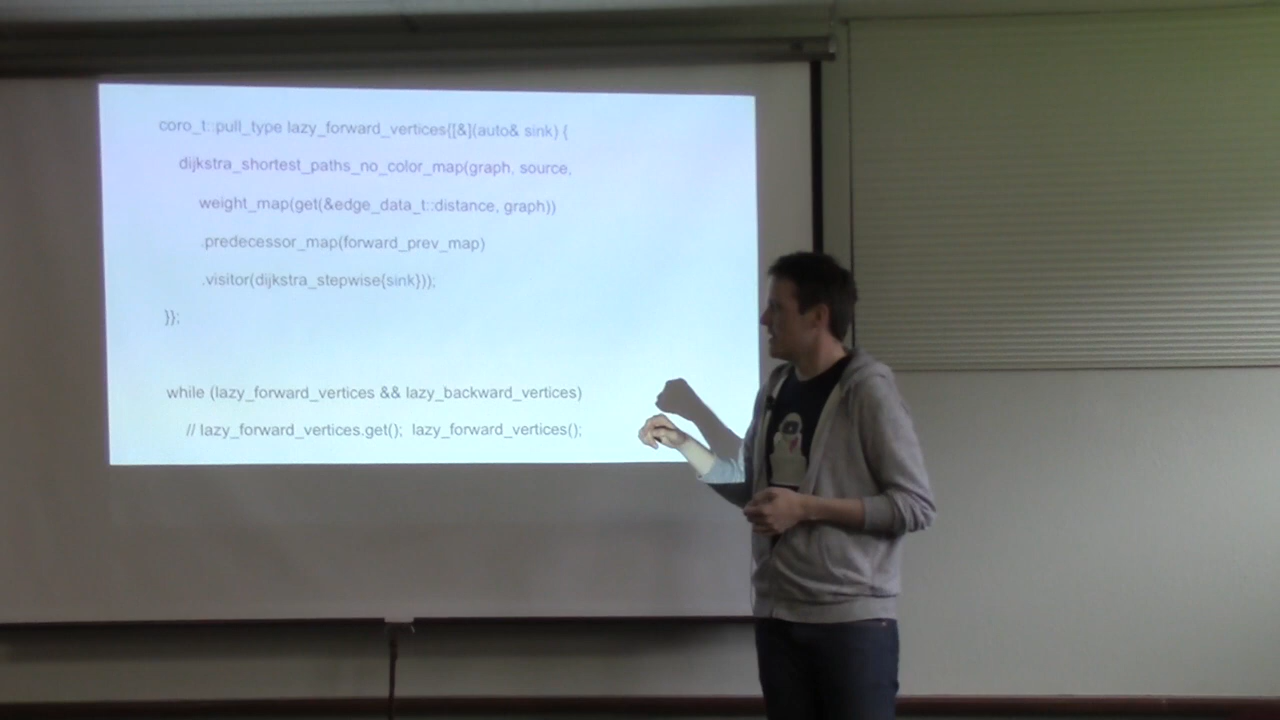 coro_t::pull_type lazy_forward_vertices{[&](auto& sink) {
dijkstra_shortest_paths_no_color_map(graph, source,
weight_map(get(&edge_data_t::distance, graph))
.predecessor_map(forward_prev_map)
.visitor(dijkstra_stepwise{sink}));
}};
while (lazy_forward_vertices && lazy_backward_vertices)
// lazy_forward_vertices.get(); lazy_forward_vertices();